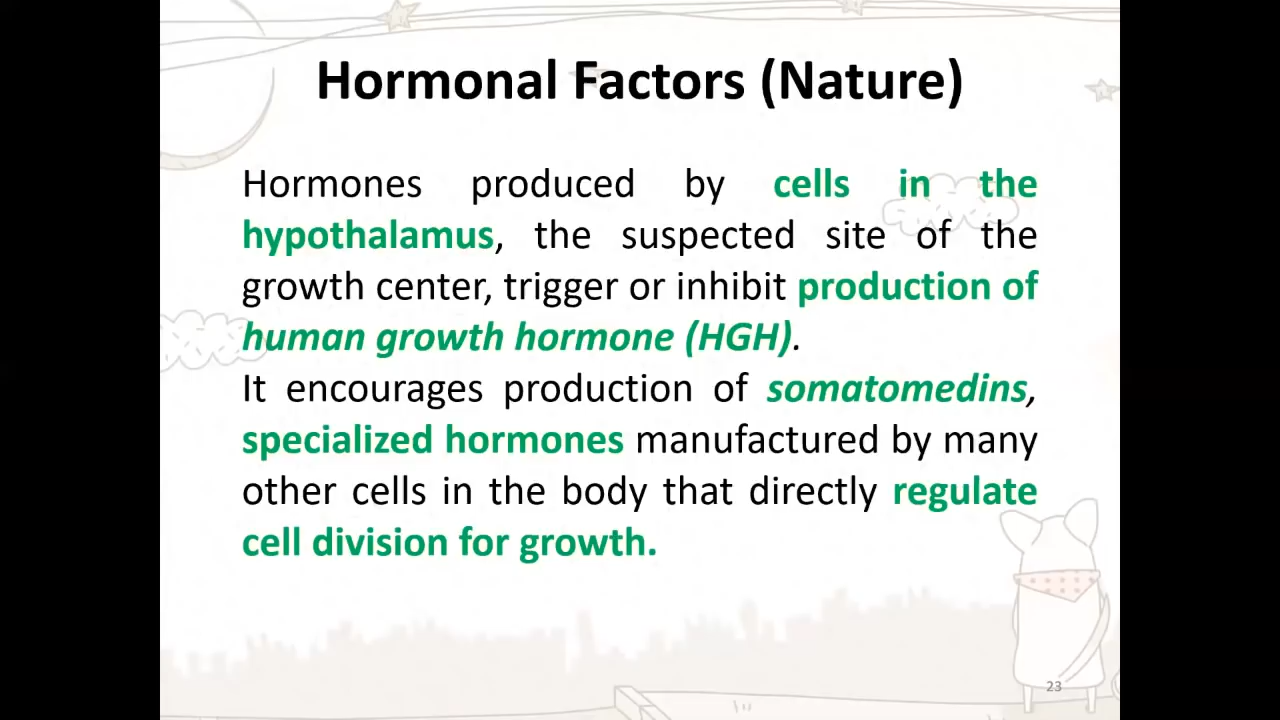 Hormonal Factors (Nature)
Hormones produced by cells in the
hypothalamus, the suspected site of the
growth center, trigger or inhibit production of
human growth hormone (HGH).
It encourages production of somatomedins,
specialized hormones manufactured by many
other cells in the body that directly regulate
cell division for growth.
23